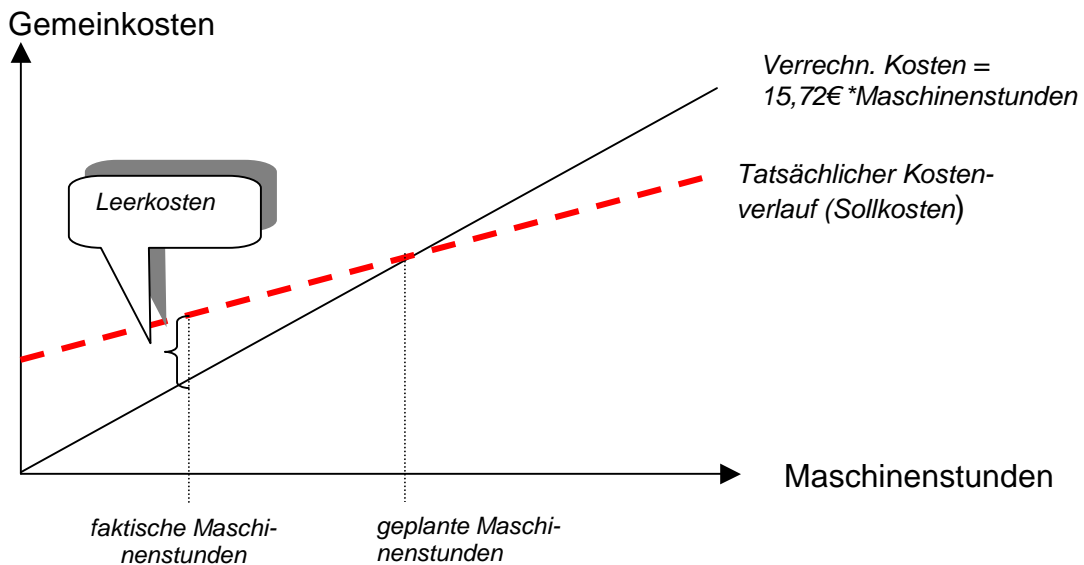 Gemeinkosten
Verrechn. Kosten =
15,72€ *Maschinenstunden
Leerkosten
Tatsächlicher Kosten-
verlauf (Sollkosten)
Maschinenstunden
faktische Maschi-
nenstunden
geplante Maschi-
nenstunden